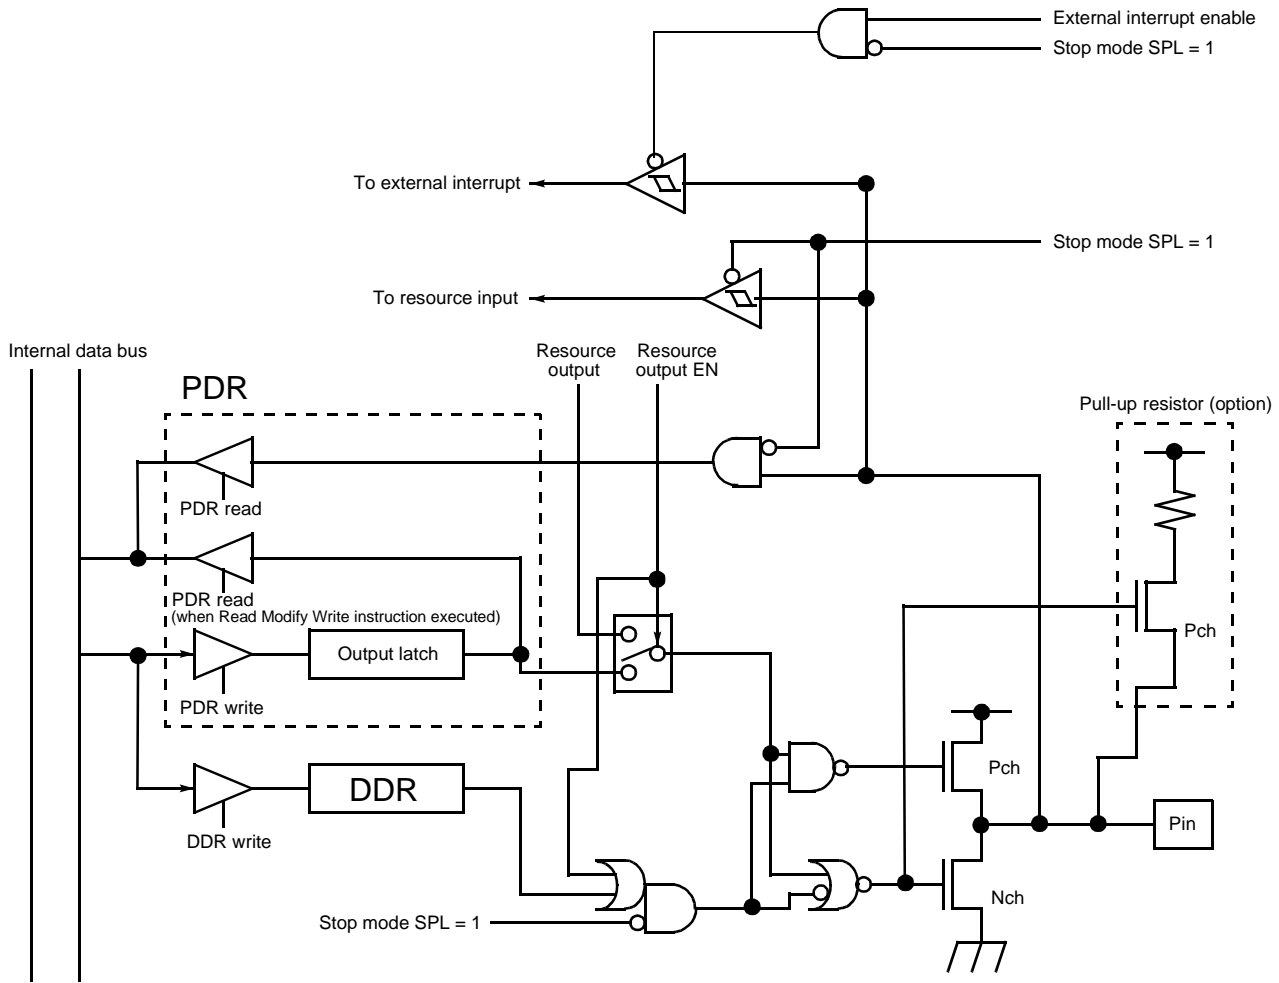 External interrupt enable
Stop mode SPL = 1
To external interrupt
Stop mode SPL = 1
To resource input
Internal data bus
Resource
output
Resource
output EN
PDR
Pull-up resistor (option)
PDR read
PDR read
(when Read Modify Write instruction executed)
Output latch
Pch
PDR write
Pch
DDR
Pin
DDR write
Nch
Stop mode SPL = 1